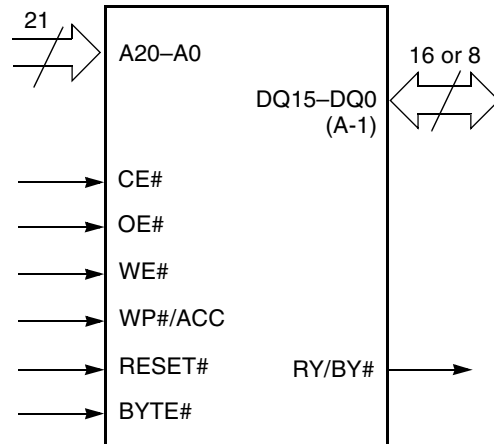 21
A20–A0
16 or 8
DQ15–DQ0
(A-1)
CE#
OE#
WE#
WP#/ACC
RESET#
RY/BY#
BYTE#